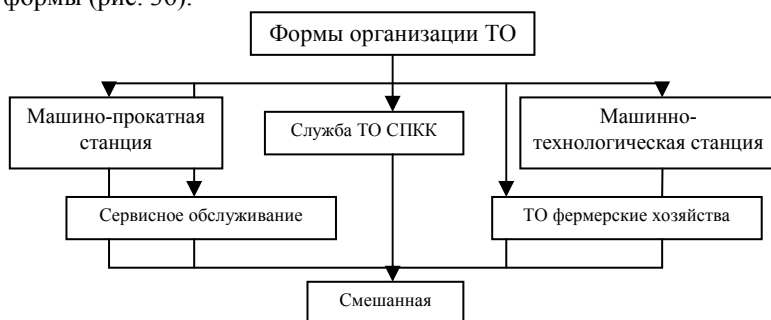 формы (рис. 36).
Формы организации ТО
Машино-прокатная
станция
Служба ТО СПКК
Машинно-
технологическая станция
Сервисное обслуживание
ТО фермерские хозяйства
Смешанная